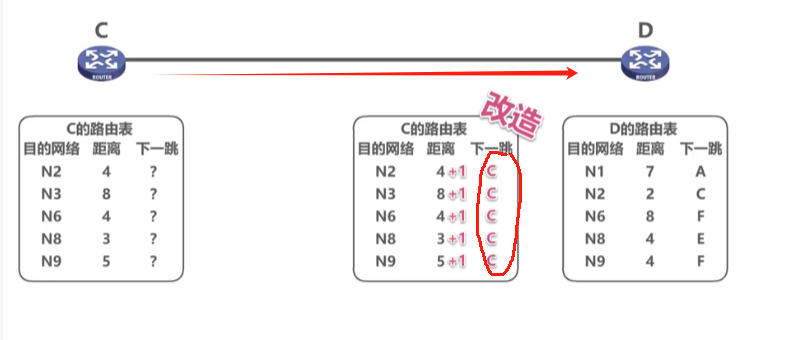 C
D
ROUTER
ROUTER
改造
C的路由表
目的网络 距离 下一跳
N2 4 ?
N3 8 ?
N6 4 ?
N8 3 ?
N9 5 ?
C的路由表
目的网络 距离 下一跳
N2 4+1 C
N3 8+1 C
N6 4+1 C
N8 3+1 C
N9 5+1 C
D的路由表
目的网络 距离 下一跳
N1 7 A
N2 2 C
N6 8 F
N8 4 E
N9 4 F